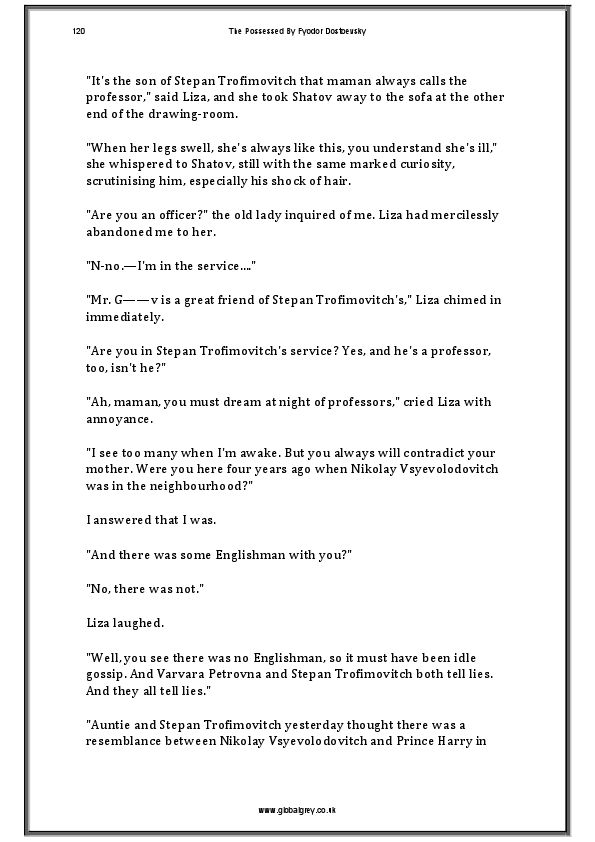 120 The Possessed By Fyodor Dostoevsky
"It's the son of Stepan Trofimovitch that maman always calls the
professor," said Liza, and she took Shatov away to the sofa at the other
end of the drawing-room.
"When her legs swell, she's always like this, you understand she's ill,"
she whispered to Shatov, still with the same marked curiosity,
scrutinising him, especially his shock of hair.
"Are you an officer?" the old lady inquired of me. Liza had mercilessly
abandoned me to her.
"N-no.—I'm in the service...."
"Mr. G——v is a great friend of Stepan Trofimovitch's," Liza chimed in
immediately.
"Are you in Stepan Trofimovitch's service? Yes, and he's a professor,
too, isn't he?"
"Ah, maman, you must dream at night of professors," cried Liza with
annoyance.
"I see too many when I'm awake. But you always will contradict your
mother. Were you here four years ago when Nikolay Vsyevolodovitch
was in the neighbourhood?"
I answered that I was.
"And there was some Englishman with you?"
"No, there was not."
Liza laughed.
"Well, you see there was no Englishman, so it must have been idle
gossip. And Varvara Petrovna and Stepan Trofimovitch both tell lies.
And they all tell lies."
"Auntie and Stepan Trofimovitch yesterday thought there was a
resemblance between Nikolay Vsyevolodovitch and Prince Harry in
www.globalgrey.co.uk